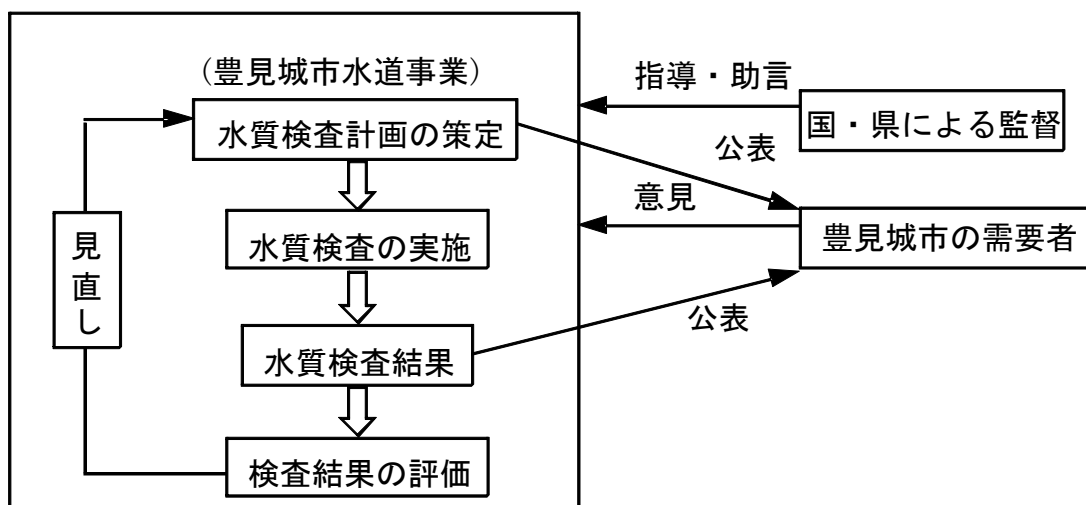 (豊見城市水道事業)
水質検査計画の策定
水質検査の実施
水質検査結果
検査結果の評価
見直し
指導・助言
国・県による監督
公表
意見
豊見城市の需要者
公表